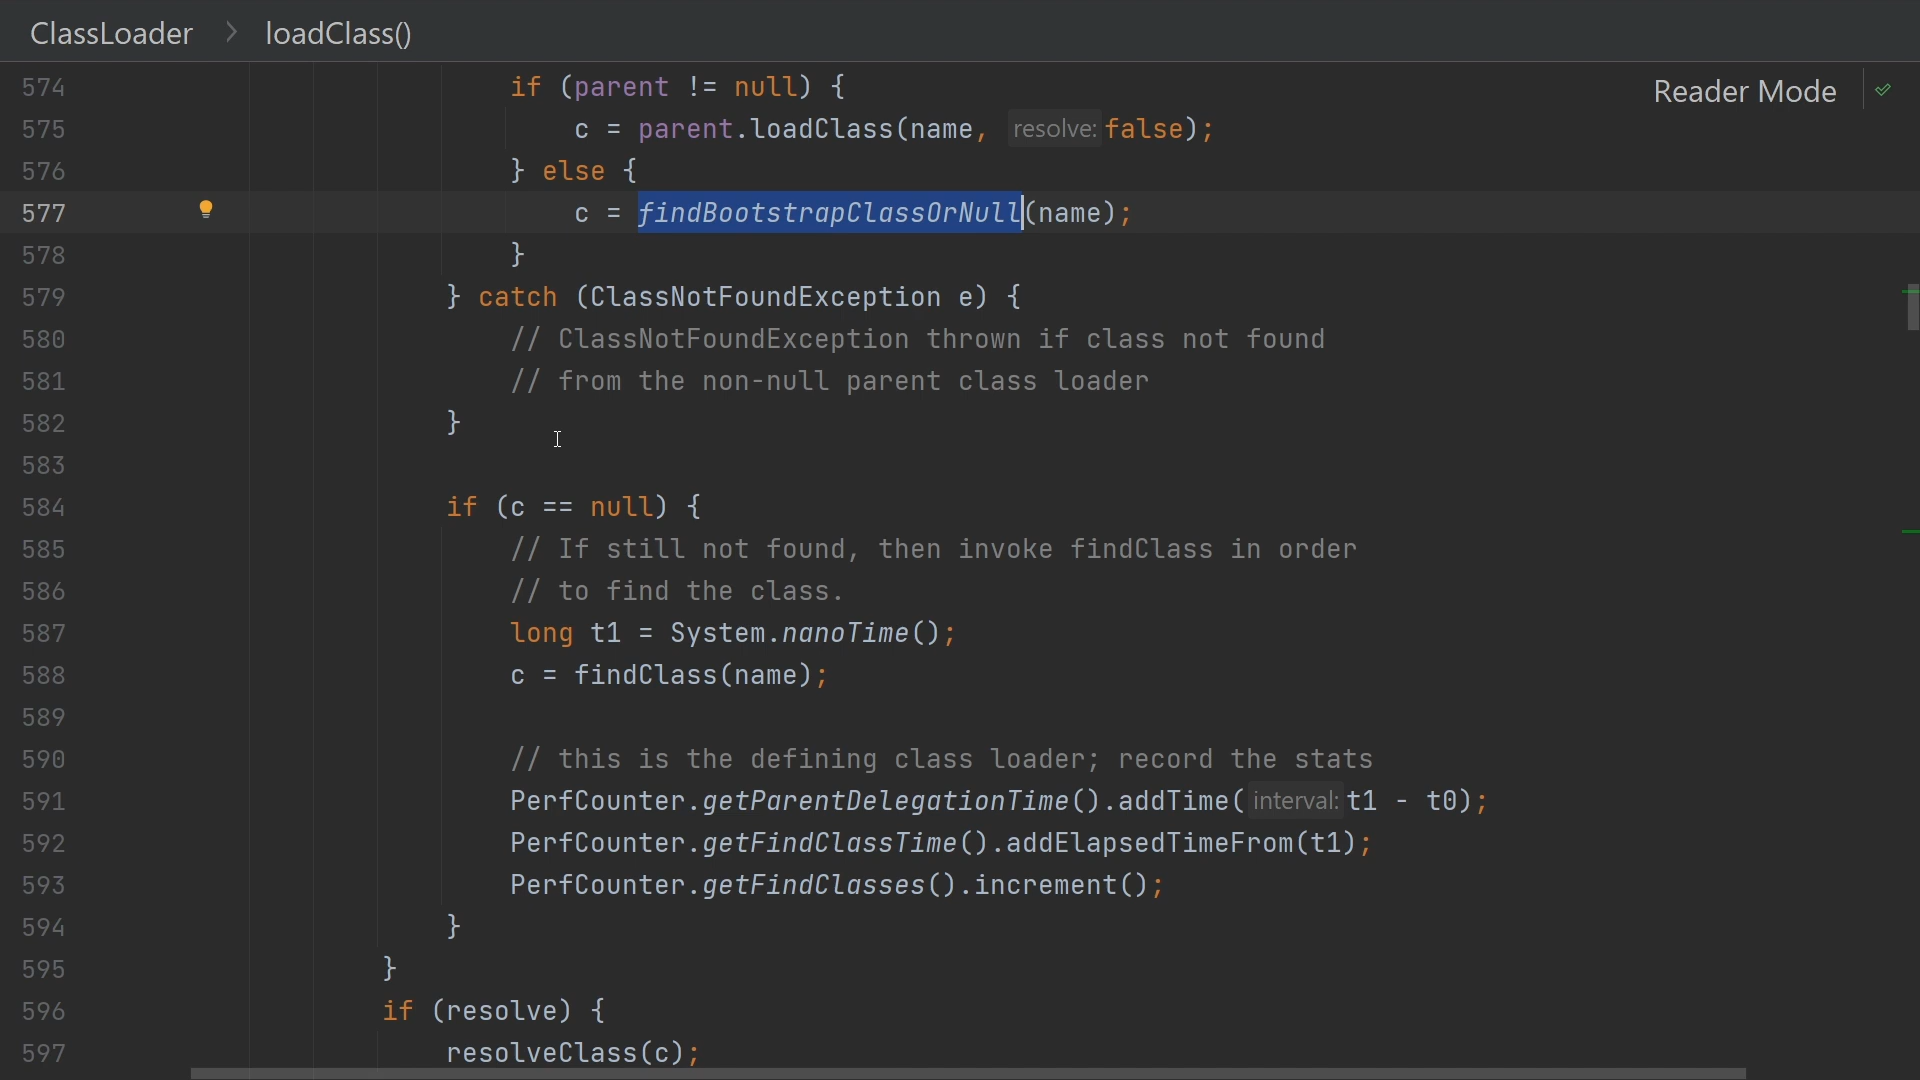 ClassLoader > loadClass()
Reader Mode
574 if (parent != null) {
575 c = parent.loadClass(name, resolve: false);
576 } else {
577 c = findBootstrapClassOrNull(name);
578 }
579 } catch (ClassNotFoundException e) {
580 // ClassNotFoundException thrown if class not found
581 // from the non-null parent class loader
582 }
583
584 if (c == null) {
585 // If still not found, then invoke findClass in order
586 // to find the class.
587 long t1 = System.nanoTime();
588 c = findClass(name);
589
590 // this is the defining class loader; record the stats
591 PerfCounter.getParentDelegationTime().addTime( interval: t1 - t0);
592 PerfCounter.getFindClassTime().addElapsedTimeFrom(t1);
593 PerfCounter.getFindClasses().increment();
594 }
595 }
596 if (resolve) {
597 resolveClass(c);